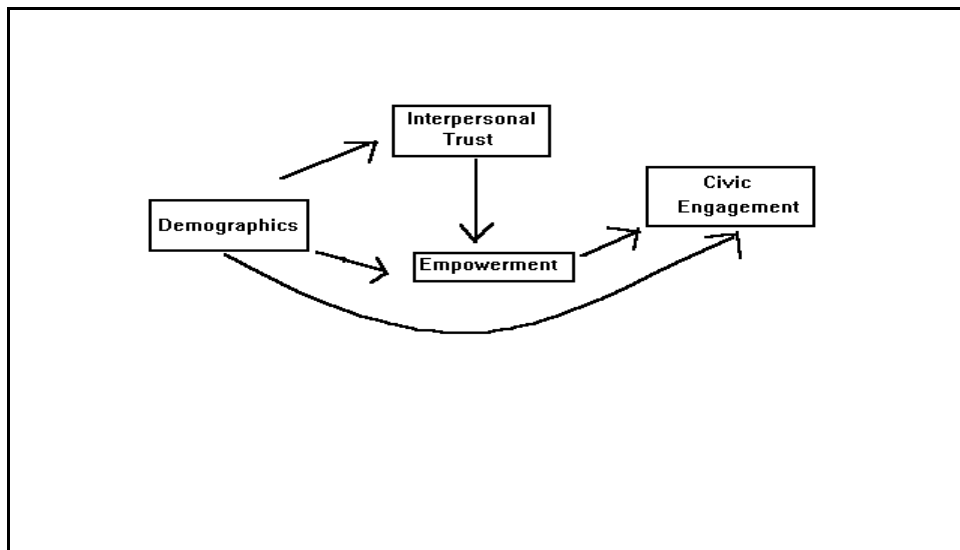 Interpersonal
Trust
Civic
Engagement
Demographics
Empowerment